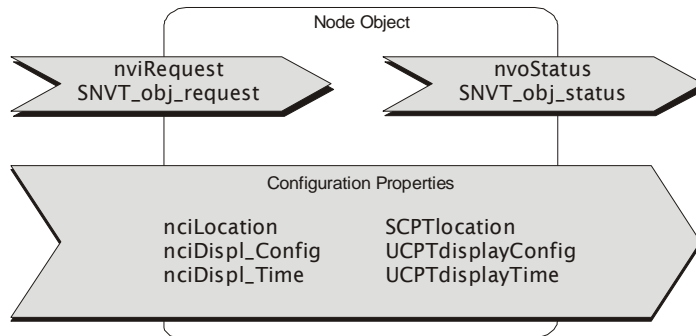 Node Object
nviRequest
SNVT_obj_request
nvoStatus
SNVT_obj_status
Configuration Properties
nciLocation SCPTlocation
nciDispl_Config UCPTdisplayConfig
nciDispl_Time UCPTdisplayTime